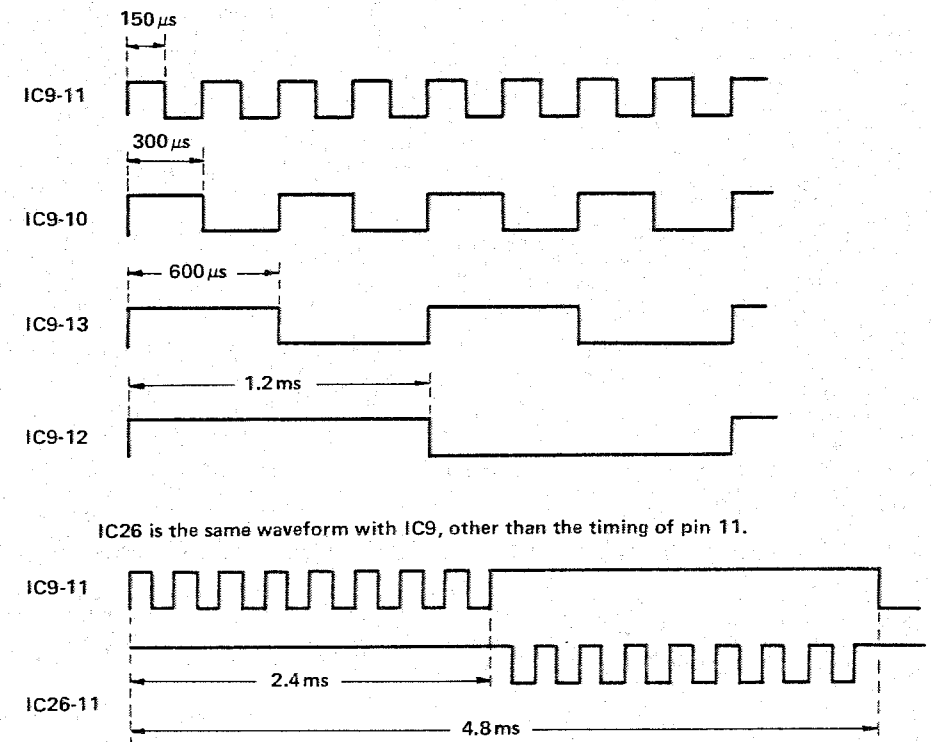 150 μs
IC9-11
300 μs
IC9-10
600 μs
IC9-13
1.2 ms
IC9-12
IC26 is the same waveform with IC9, other than the timing of pin 11.
IC9-11
2.4 ms
IC26-11
4.8 ms